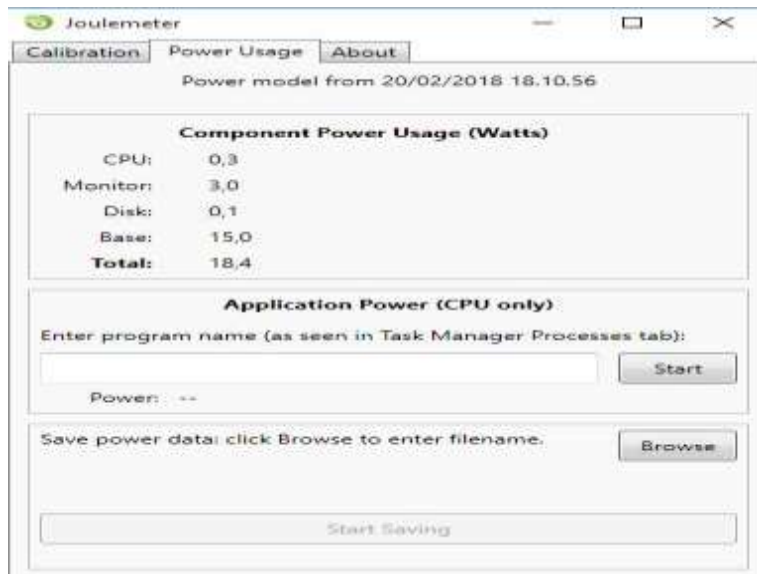 Joulemeter
Calibration Power Usage About
Power model from 20/02/2018 18.10.56
Component Power Usage (Watts)
CPU: 0,3
Monitor: 3,0
Disk: 0,1
Base: 15,0
Total: 18,4
Application Power (CPU only)
Enter program name (as seen in Task Manager Processes tab):
Start
Power: --
Save power data: click Browse to enter filename.
Browse
Start Saving